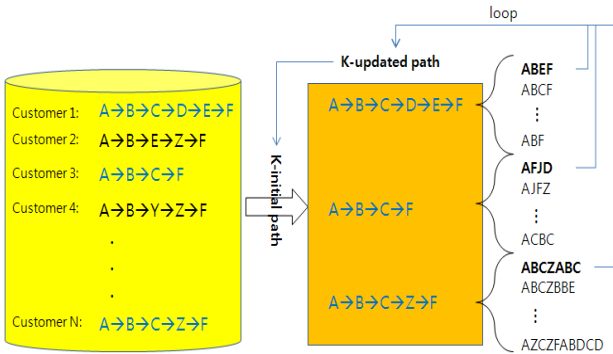 loop
K-updated path
Customer 1: A→B→C→D→E→F
Customer 2: A→B→E→Z→F
Customer 3: A→B→C→F
Customer 4: A→B→Y→Z→F
.
.
.
Customer N: A→B→C→Z→F
K-initial path
A→B→C→D→E→F
A→B→C→F
A→B→C→Z→F
ABEF
ABCF
⋮
ABF
AFJD
AJFZ
⋮
ACBC
ABCZABC
ABCZBBE
⋮
AZCZFABDCD